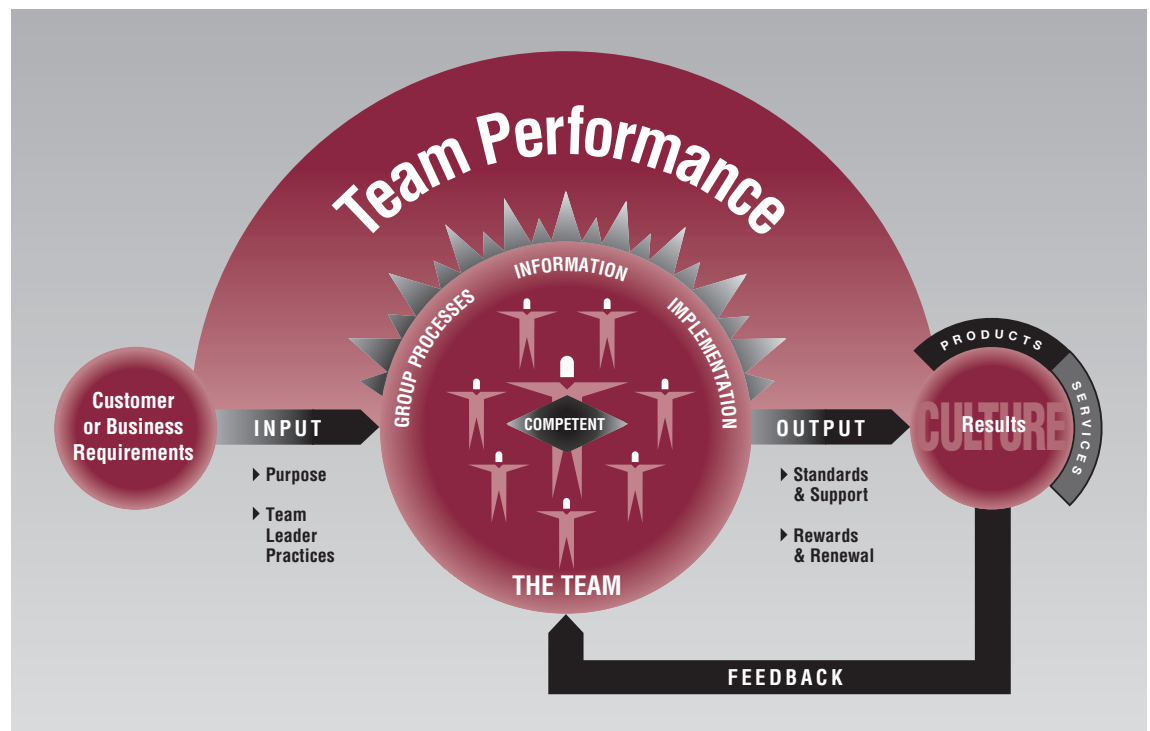 Team Performance
INFORMATION
GROUP PROCESSES
IMPLEMENTATION
Customer
or Business
Requirements
INPUT
Purpose
Team
Leader
Practices
COMPETENT
THE TEAM
OUTPUT
Standards
& Support
Rewards
& Renewal
PRODUCTS
SERVICES
CULTURE
Results
FEEDBACK